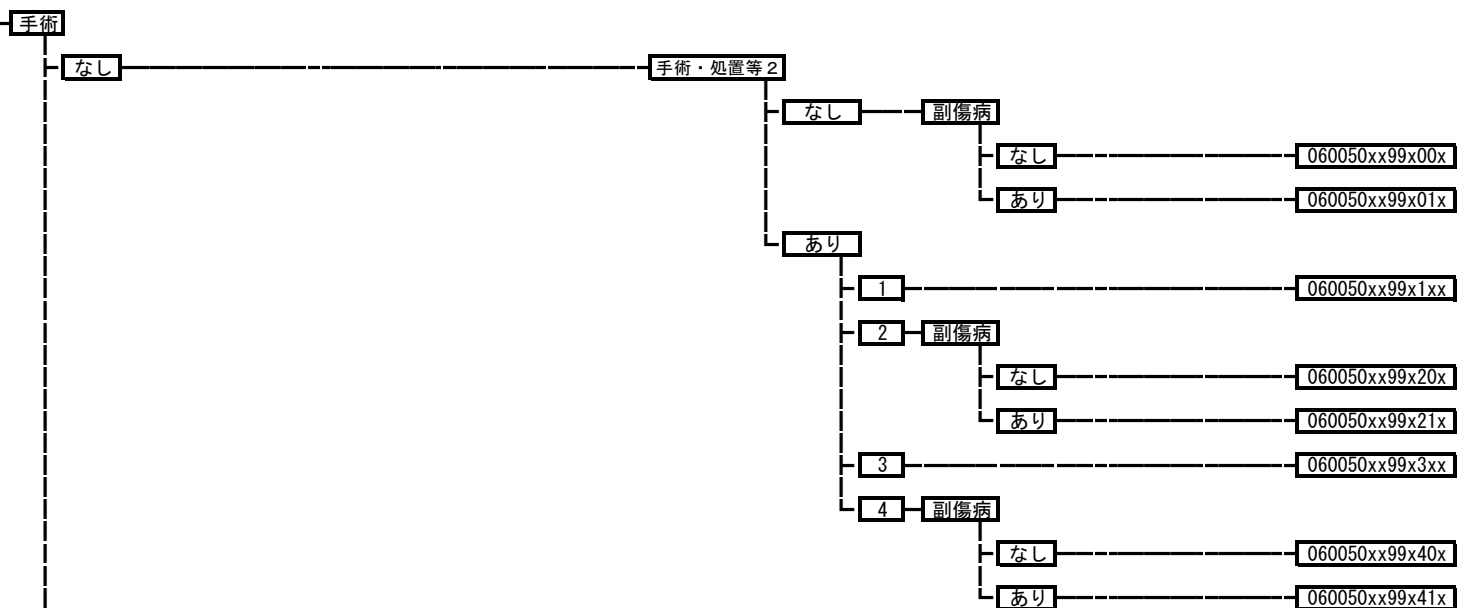 手術
なし 手術・処置等２
なし 副傷病
なし 060050xx99x00x
あり 060050xx99x01x
あり
1 060050xx99x1xx
2 副傷病
なし 060050xx99x20x
あり 060050xx99x21x
3 060050xx99x3xx
4 副傷病
なし 060050xx99x40x
あり 060050xx99x41x